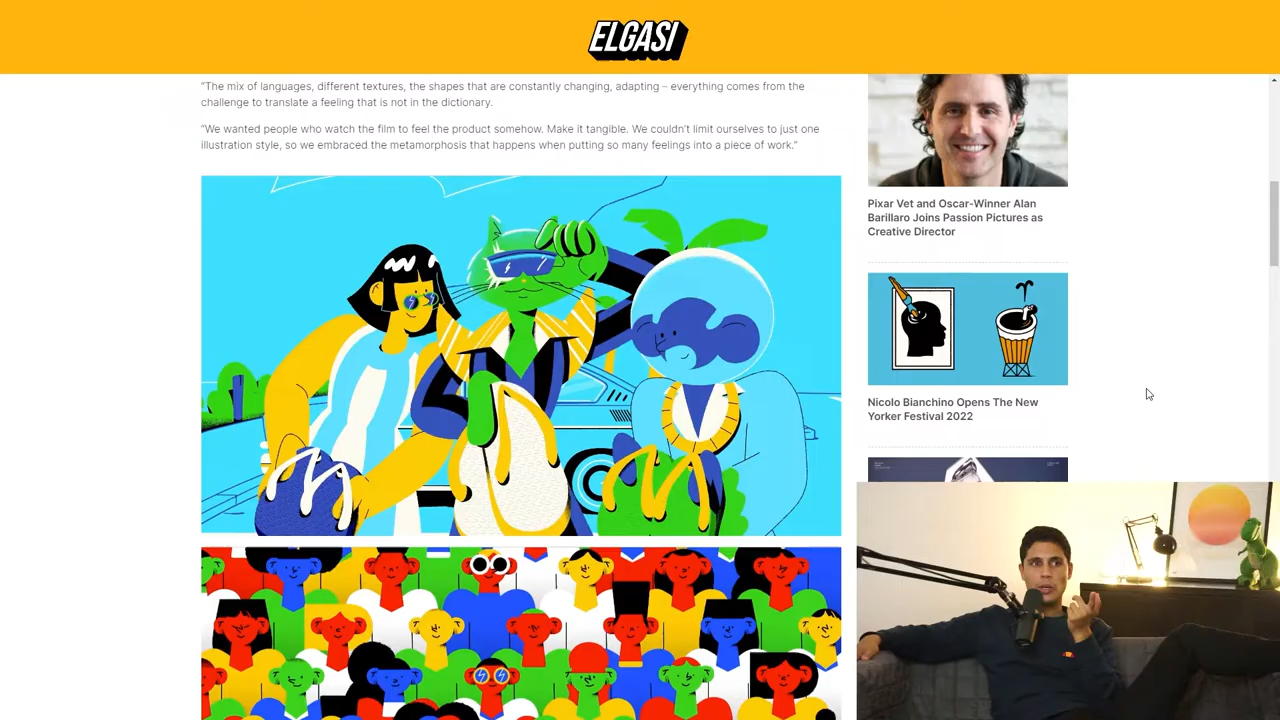 ELGASI
"The mix of languages, different textures, the shapes that are constantly changing, adapting – everything comes from the
challenge to translate a feeling that is not in the dictionary.
"We wanted people who watch the film to feel the product somehow. Make it tangible. We couldn't limit ourselves to just one
illustration style, so we embraced the metamorphosis that happens when putting so many feelings into a piece of work."
Pixar Vet and Oscar-Winner Alan
Barillaro Joins Passion Pictures as
Creative Director
Nicolo Bianchino Opens The New
Yorker Festival 2022